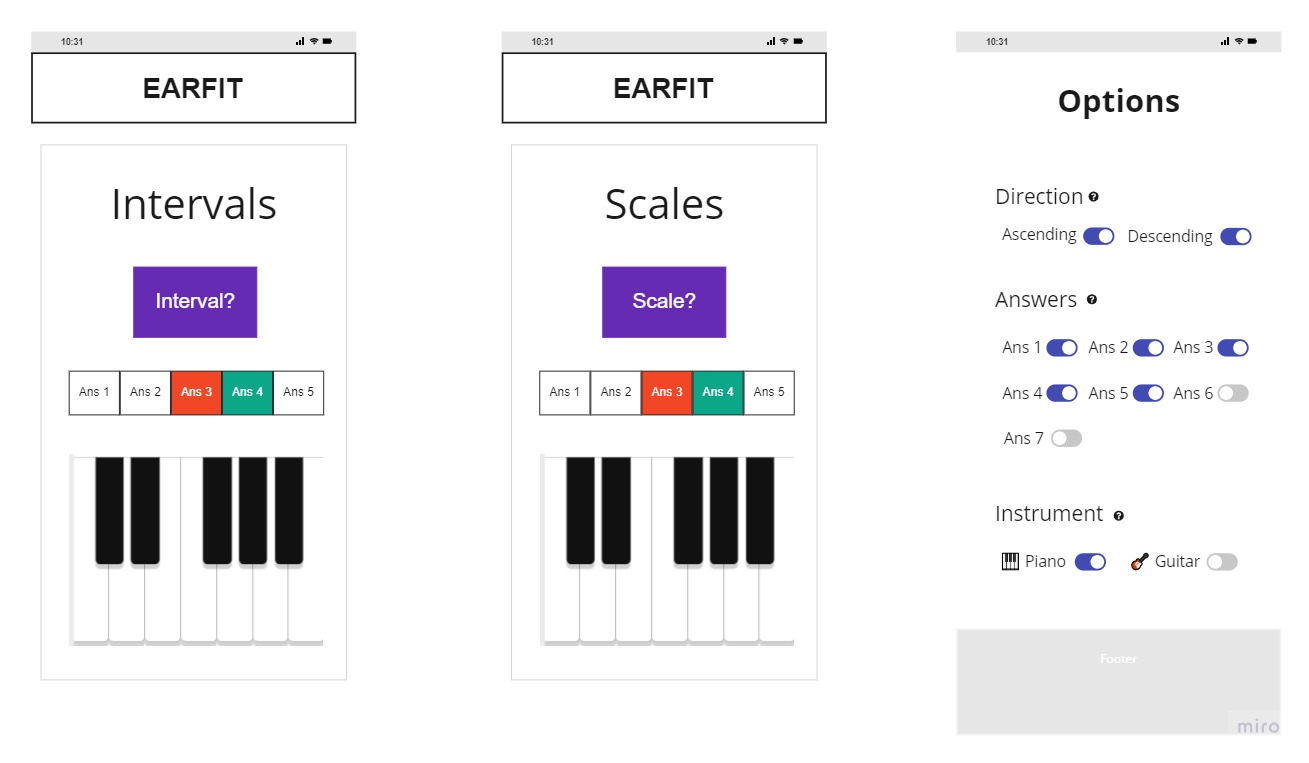 10:31
EARFIT
Intervals
Interval?
Ans 1 Ans 2 Ans 3 Ans 4 Ans 5
10:31
EARFIT
Scales
Scale?
Ans 1 Ans 2 Ans 3 Ans 4 Ans 5
10:31
Options
Direction ?
Ascending Descending
Answers ?
Ans 1 Ans 2 Ans 3
Ans 4 Ans 5 Ans 6
Ans 7
Instrument ?
Piano Guitar
Footer
miro